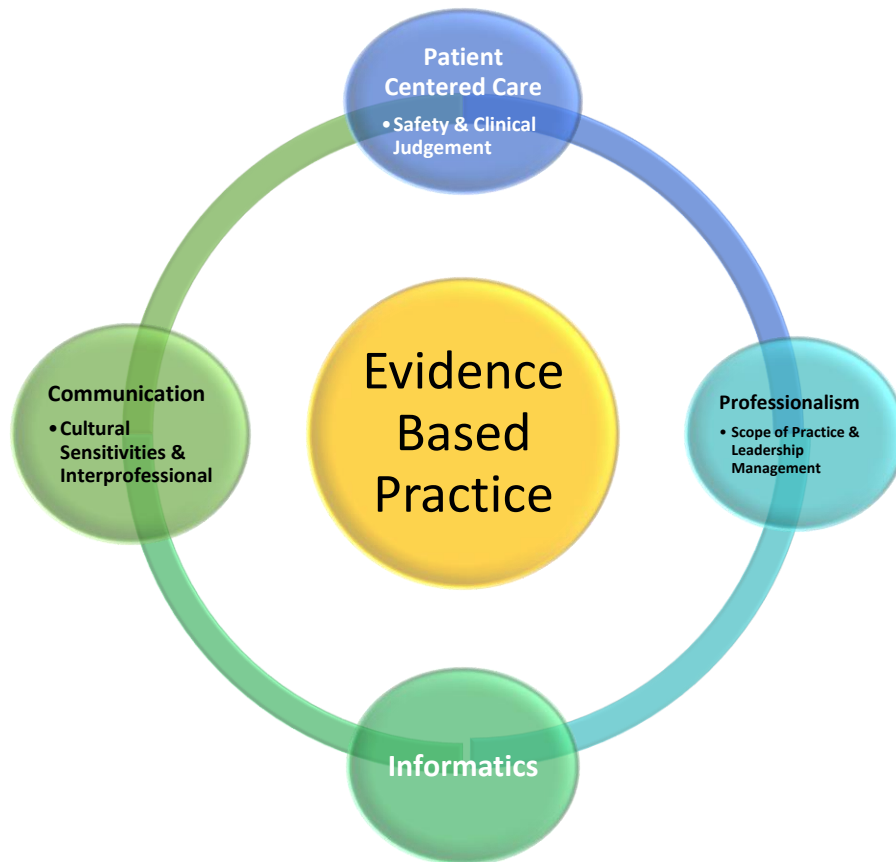 Patient
Centered Care
•Safety & Clinical
Judgement
Communication
•Cultural
Sensitivities &
Interprofessional
Evidence
Based
Practice
Professionalism
• Scope of Practice &
Leadership
Management
Informatics